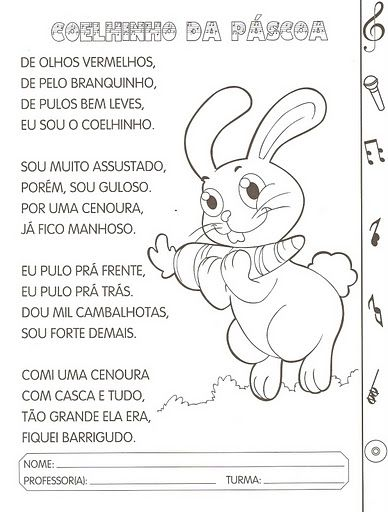 COELHINHO DA PÁSCOA
DE OLHOS VERMELHOS,
DE PELO BRANQUINHO,
DE PULOS BEM LEVES,
EU SOU O COELHINHO.
SOU MUITO ASSUSTADO,
PORÉM, SOU GULOSO.
POR UMA CENOURA,
JÁ FICO MANHOSO.
EU PULO PRÁ FRENTE,
EU PULO PRÁ TRÁS.
DOU MIL CAMBALHOTAS,
SOU FORTE DEMAIS.
COMI UMA CENOURA
COM CASCA E TUDO,
TÃO GRANDE ELA ERA,
FIQUEI BARRIGUDO.
NOME:
PROFESSOR(A): TURMA: